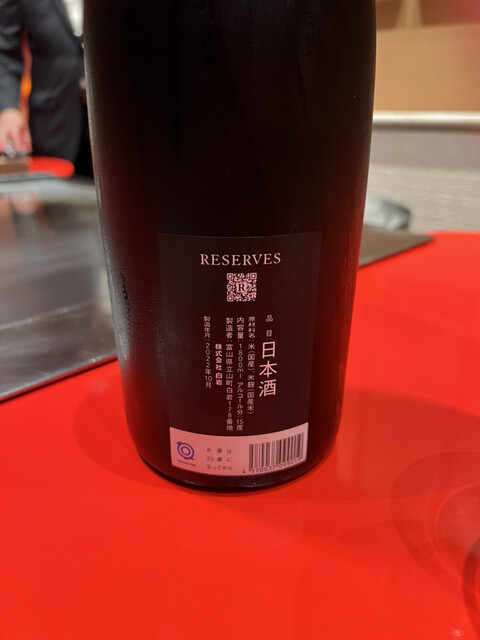 RESERVES
R
品目
日本酒
原材料名：米（国産）、米麹（国産米）
内容量：1800ml アルコール分 15度
製造者：富山県立山町白岩178番地
株式会社 白岩
製造年月：2022年10月
お酒は
20歳に
なってから